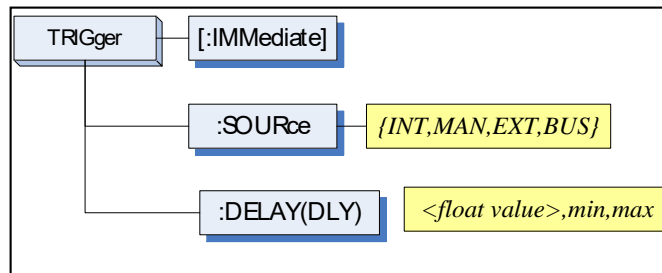 TRIGger
[:IMMediate]
:SOURce
{INT,MAN,EXT,BUS}
:DELAY(DLY)
<float value>,min,max